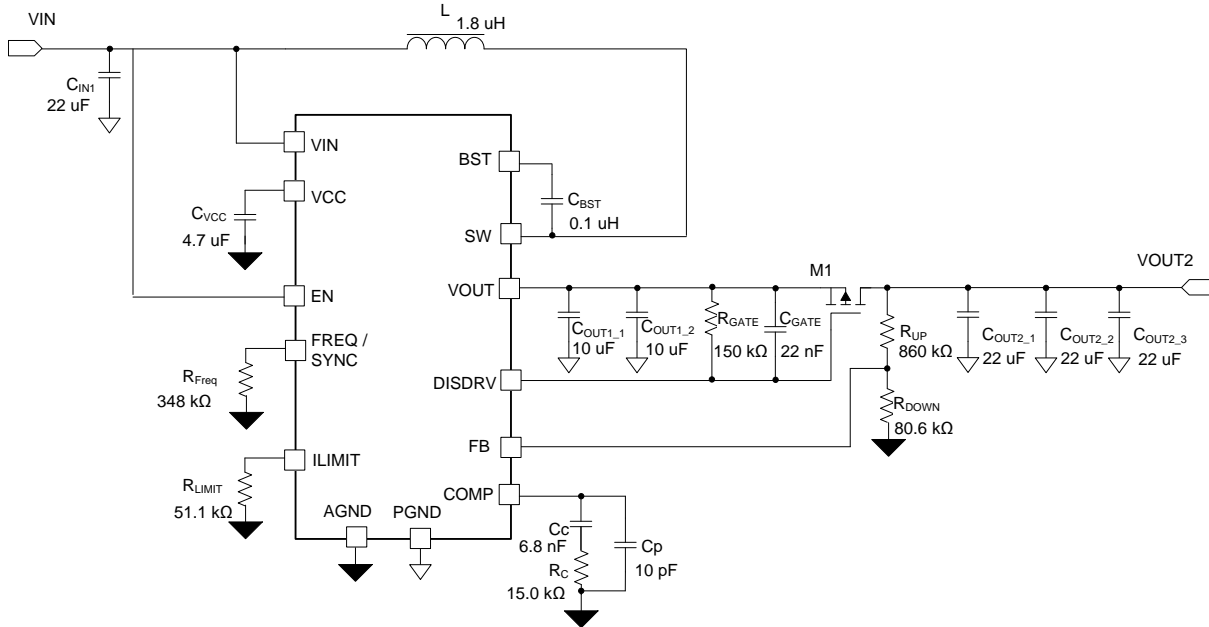 VIN
L
1.8 uH
CIN1
22 uF
VIN
VCC
CVCC
4.7 uF
EN
FREQ /
SYNC
RFreq
348 kΩ
ILIMIT
RLIMIT
51.1 kΩ
AGND
PGND
BST
CBST
0.1 uH
SW
VOUT
DISDRV
FB
COMP
COUT1_1
10 uF
COUT1_2
10 uF
RGATE
150 kΩ
CGATE
22 nF
M1
VOUT2
RUP
860 kΩ
RDOWN
80.6 kΩ
COUT2_1
22 uF
COUT2_2
22 uF
COUT2_3
22 uF
Cc
6.8 nF
RC
15.0 kΩ
Cp
10 pF